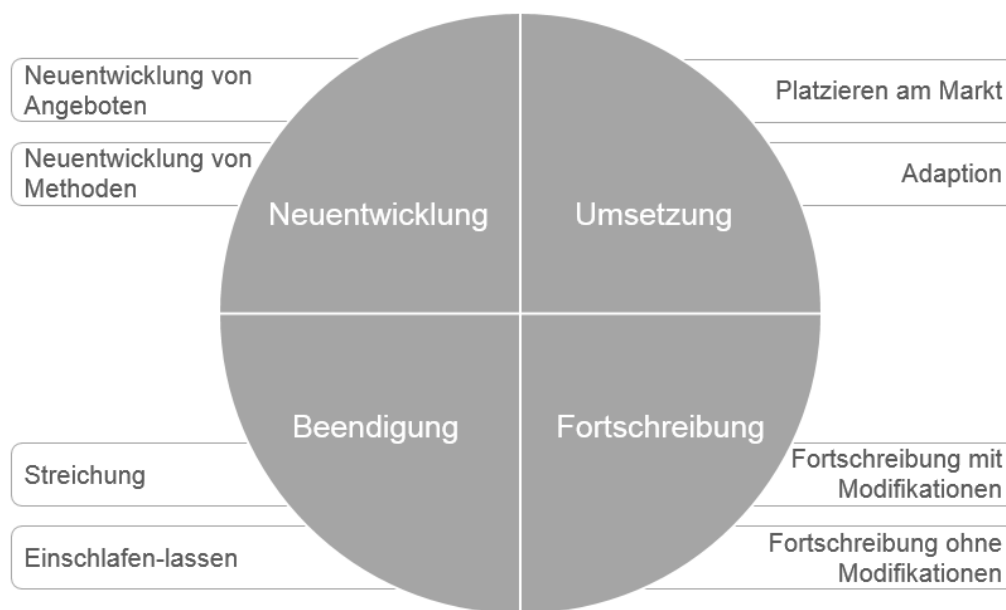 Neuentwicklung von
Angeboten
Neuentwicklung von
Methoden
Platzieren am Markt
Adaption
Neuentwicklung
Umsetzung
Beendigung
Fortschreibung
Streichung
Einschlafen-lassen
Fortschreibung mit
Modifikationen
Fortschreibung ohne
Modifikationen